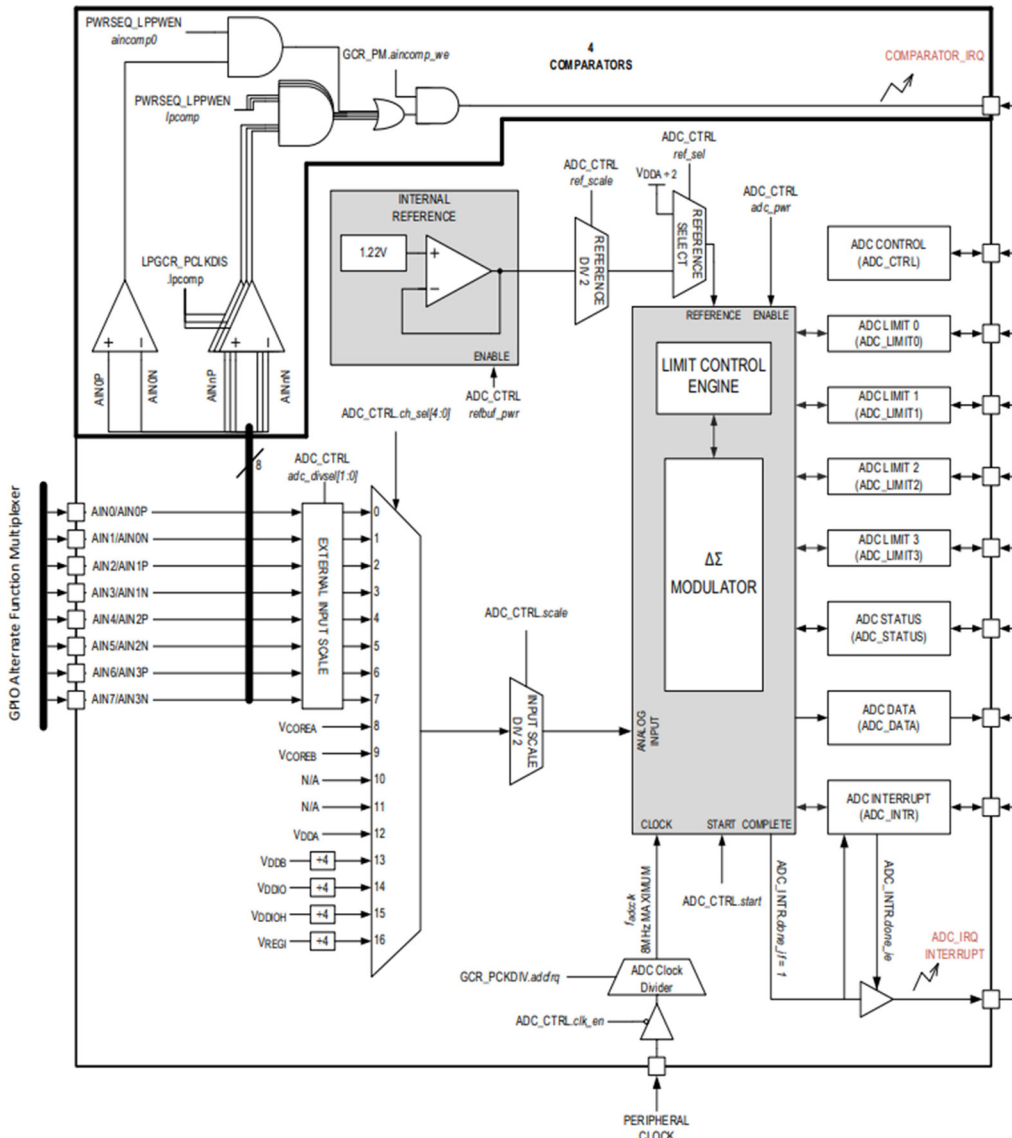 PWRSEQ_LPPWEN
aincomp0
GCR_PM.aincomp_we
4
COMPARATORS
COMPARATOR_IRQ
PWRSEQ_LPPWEN
lpcomp
ADC_CTRL
ref_sel
ADC_CTRL
ref_scale
VDDA ÷ 2
ADC_CTRL
adc_pwr
INTERNAL
REFERENCE
1.22V
+
−
ENABLE
REFERENCE
DIV 2
REFERENCE
SELECT
ADC CONTROL
(ADC_CTRL)
LPGCR_PCLKDIS
.lpcomp
+ −
+ −
AIN0P
AIN0N
AINnP
AINnN
REFERENCE ENABLE
ADC LIMIT 0
(ADC_LIMIT0)
LIMIT CONTROL
ENGINE
ADC_CTRL
refbuf_pwr
ADC LIMIT 1
(ADC_LIMIT1)
ADC_CTRL.ch_sel[4:0]
8
ADC_CTRL
adc_divsel[1:0]
ADC LIMIT 2
(ADC_LIMIT2)
GPIO Alternate Function Multiplexer
AIN0/AIN0P
AIN1/AIN0N
AIN2/AIN1P
AIN3/AIN1N
AIN4/AIN2P
AIN5/AIN2N
AIN6/AIN3P
AIN7/AIN3N
EXTERNAL INPUT SCALE
0
1
2
3
4
5
6
7
VCOREA 8
VCOREB 9
N/A 10
N/A 11
VDDA 12
VDDB ÷4 13
VDDIO ÷4 14
VDDIOH ÷4 15
VREGI ÷4 16
ΔΣ
MODULATOR
ADC LIMIT 3
(ADC_LIMIT3)
ADC_CTRL.scale
INPUT SCALE
DIV 2
ANALOG
INPUT
ADC STATUS
(ADC_STATUS)
ADC DATA
(ADC_DATA)
ADC INTERRUPT
(ADC_INTR)
CLOCK START COMPLETE
8MHz MAXIMUM
ADC_CTRL.start
ADC_INTR.done_if = 1
ADC_INTR.done_ie
ADC_IRQ
INTERRUPT
ADC Clock
Divider
ADC_CTRL.clk_en
PERIPHERAL
CLOCK